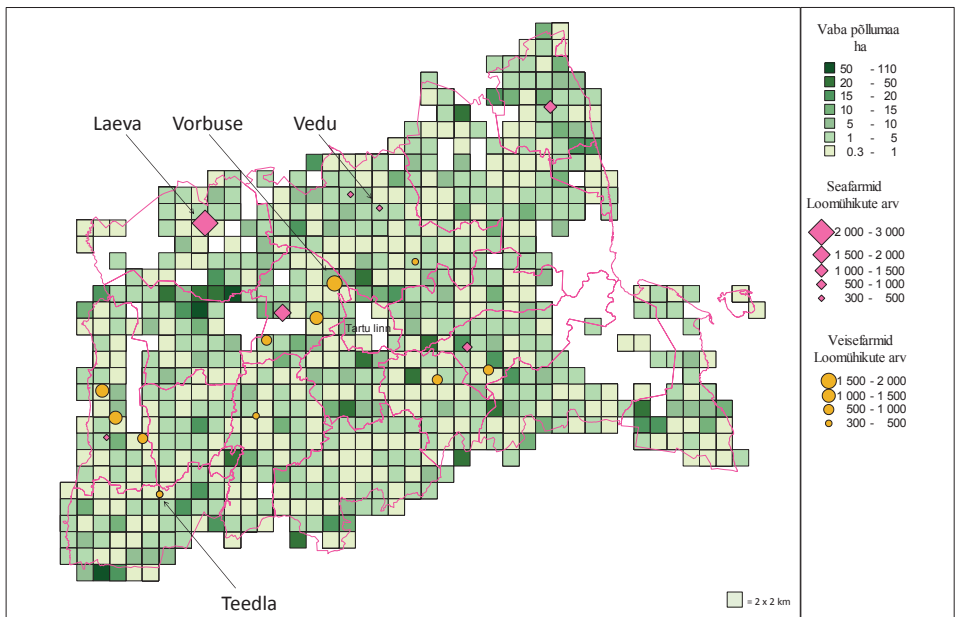 Laeva
Vorbuse
Vedu
Tartu linn
Teedla
= 2 x 2 km
Vaba põllumaa
ha
50 - 110
20 - 50
15 - 20
10 - 15
5 - 10
1 - 5
0.3 - 1
Seafarmid
Loomühikute arv
2 000 - 3 000
1 500 - 2 000
1 000 - 1 500
500 - 1 000
300 - 500
Veisefarmid
Loomühikute arv
1 500 - 2 000
1 000 - 1 500
500 - 1 000
300 - 500